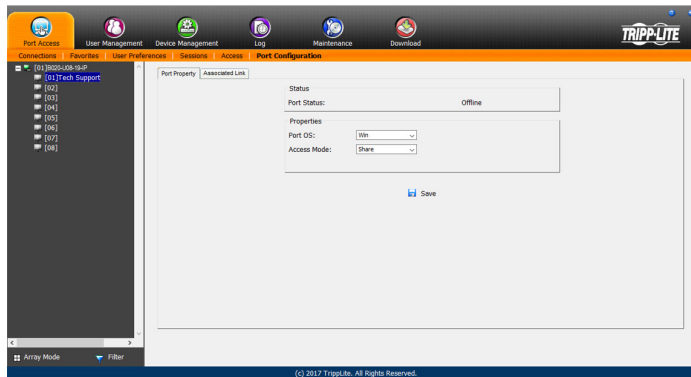 TRIPP·LITE
Port Access User Management Device Management Log Maintenance Download
Connections Favorites User Preferences Sessions Access Port Configuration
[01]B020-U08-19-IP
[01]Tech Support
[02]
[03]
[04]
[05]
[06]
[07]
[08]
Port Property Associated Link
Status
Port Status: Offline
Properties
Port OS: Win
Access Mode: Share
Save
Array Mode Filter
(c) 2017 TrippLite. All Rights Reserved.